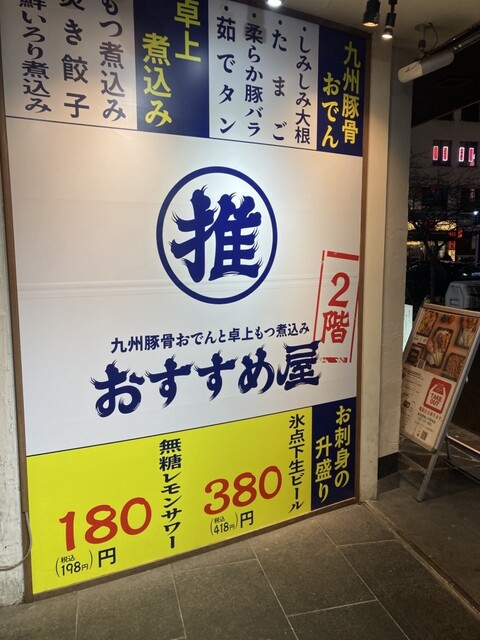 九州豚骨おでん
・しみしみ大根
・たまご
・柔らか豚バラ
・茹でタン
卓上煮込み
もつ煮込み
炊き餃子
鮮いろり煮込み
推
2階
九州豚骨おでんと卓上もつ煮込み
おすすめ屋
お刺身の升盛り
氷点下生ビール
380円
(税込418円)
無糖レモンサワー
180円
(税込198円)
TAKE OUT